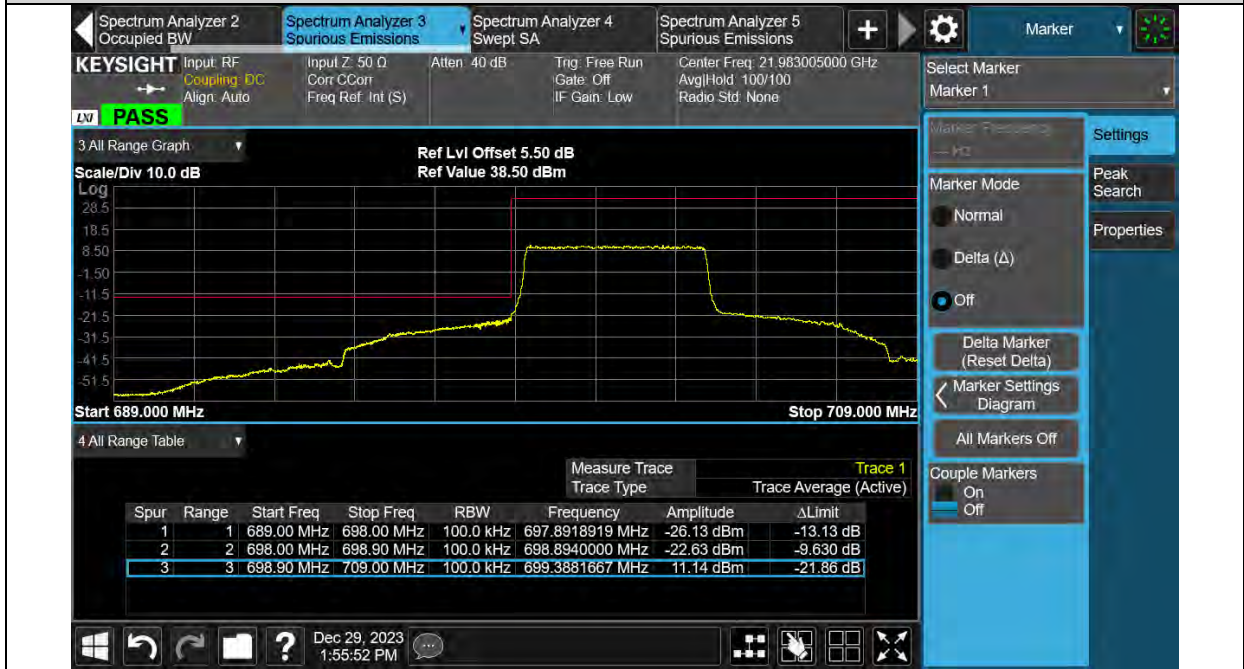 Spectrum Analyzer 2
Occupied BW
Spectrum Analyzer 3
Spurious Emissions
Spectrum Analyzer 4
Swept SA
Spectrum Analyzer 5
Spurious Emissions
+
Marker
KEYSIGHT
Input: RF
Coupling: DC
Align: Auto
Input Z: 50 Ω
Corr CCorr
Freq Ref: Int (S)
Atten: 40 dB
Trig: Free Run
Gate: Off
IF Gain: Low
Center Freq: 21.983005000 GHz
Avg|Hold: 100/100
Radio Std: None
LXI PASS
Select Marker
Marker 1
3 All Range Graph
Scale/Div 10.0 dB
Ref Lvl Offset 5.50 dB
Ref Value 38.50 dBm
Log
28.5
18.5
8.50
-1.50
-11.5
-21.5
-31.5
-41.5
-51.5
Start 689.000 MHz
Stop 709.000 MHz
Marker Frequency
--- Hz
Marker Mode
Normal
Delta (Δ)
Off
Delta Marker
(Reset Delta)
Marker Settings
Diagram
All Markers Off
Couple Markers
On
Off
Settings
Peak
Search
Properties
4 All Range Table
Measure Trace Trace 1
Trace Type Trace Average (Active)
Spur Range Start Freq Stop Freq RBW Frequency Amplitude ΔLimit
1 1 689.00 MHz 698.00 MHz 100.0 kHz 697.8918919 MHz -26.13 dBm -13.13 dB
2 2 698.00 MHz 698.90 MHz 100.0 kHz 698.8940000 MHz -22.63 dBm -9.630 dB
3 3 698.90 MHz 709.00 MHz 100.0 kHz 699.3881667 MHz 11.14 dBm -21.86 dB
?
Dec 29, 2023
1:55:52 PM